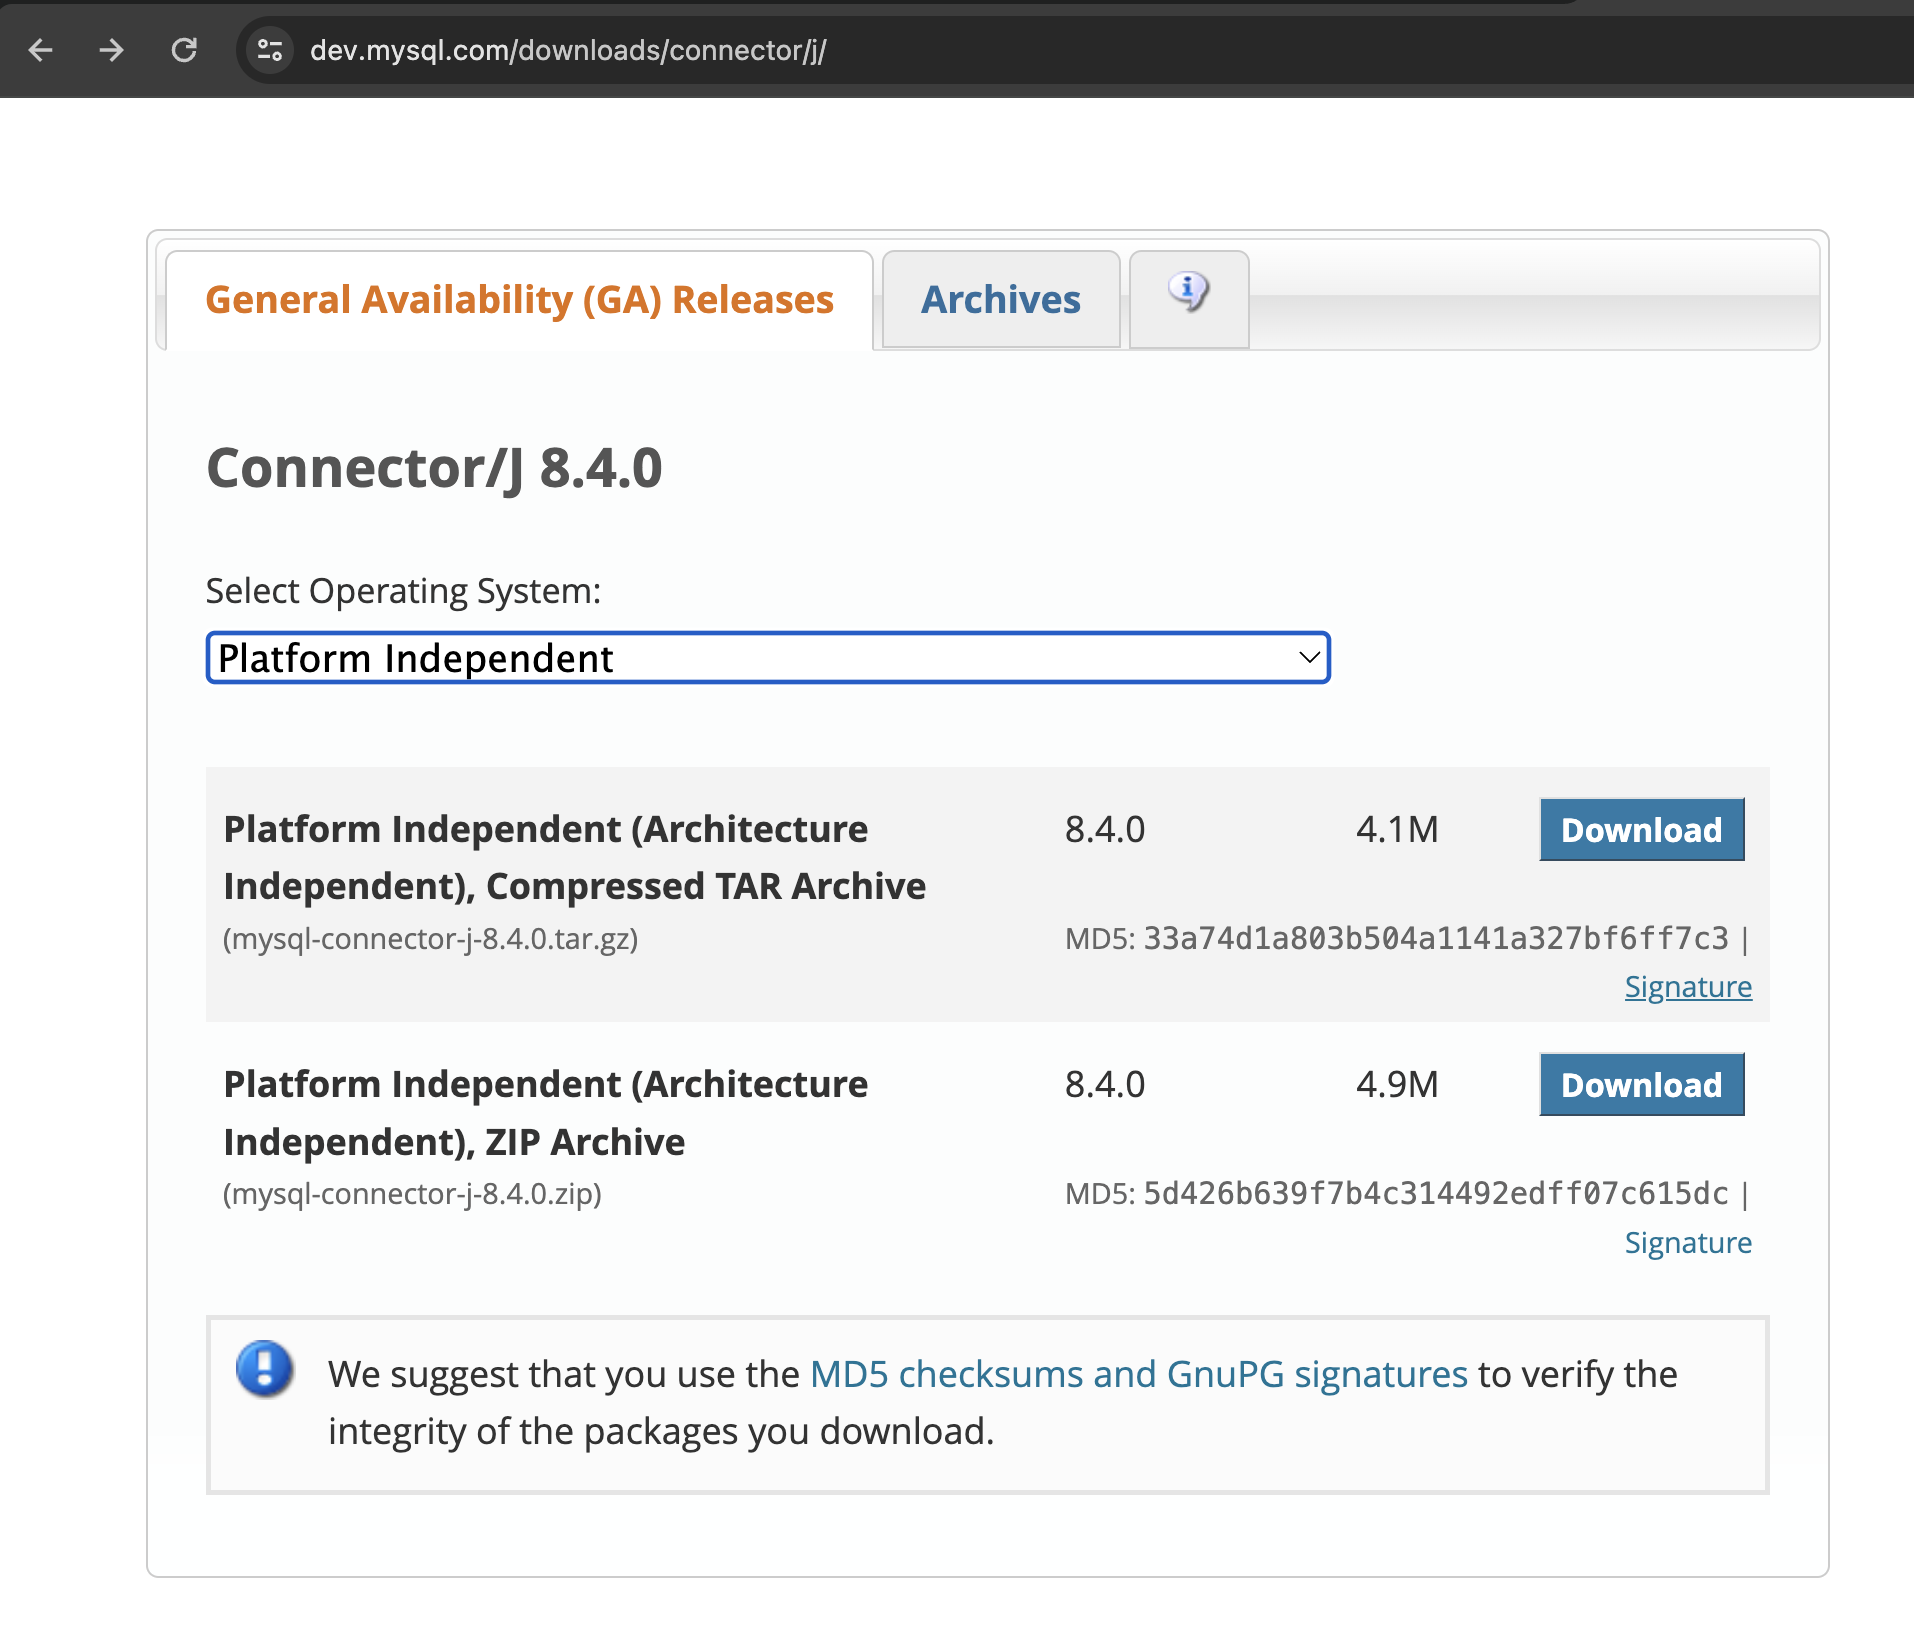 dev.mysql.com/downloads/connector/j/
General Availability (GA) Releases
Archives
Connector/J 8.4.0
Select Operating System:
Platform Independent
Platform Independent (Architecture
Independent), Compressed TAR Archive
8.4.0
4.1M
Download
(mysql-connector-j-8.4.0.tar.gz)
MD5: 33a74d1a803b504a1141a327bf6ff7c3 |
Signature
Platform Independent (Architecture
Independent), ZIP Archive
8.4.0
4.9M
Download
(mysql-connector-j-8.4.0.zip)
MD5: 5d426b639f7b4c314492edff07c615dc |
Signature
We suggest that you use the MD5 checksums and GnuPG signatures to verify the
integrity of the packages you download.